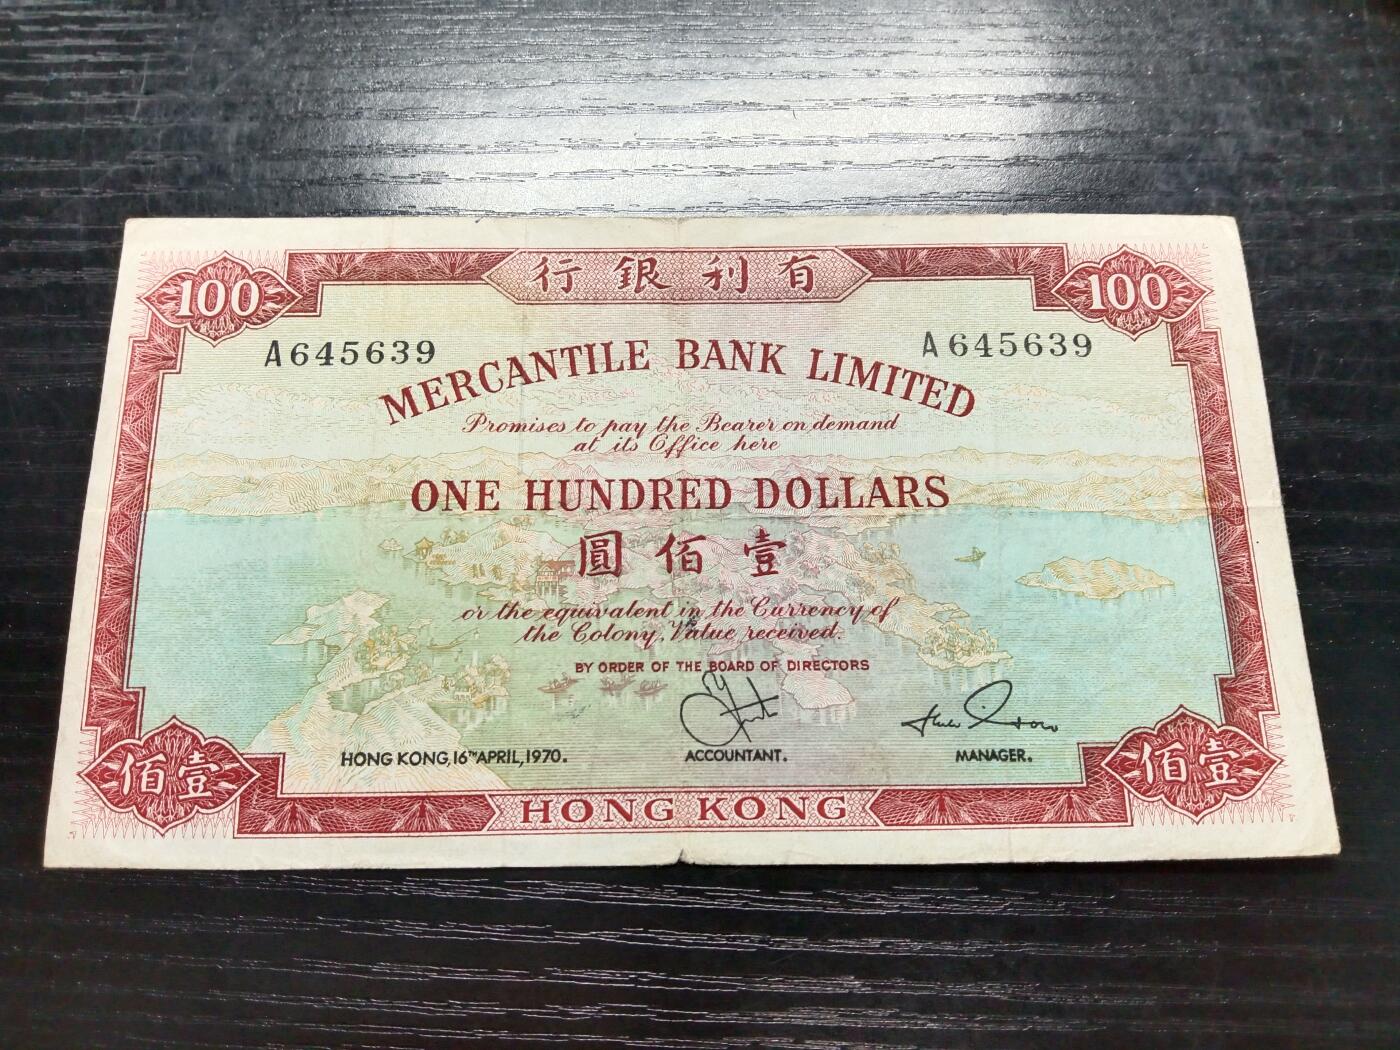 行銀利有
100
100
A645639
A645639
MERCANTILE BANK LIMITED
Promises to pay the Bearer on demand
at its Office here
ONE HUNDRED DOLLARS
圓佰壹
or the equivalent in the Currency of
the Colony, Value received.
BY ORDER OF THE BOARD OF DIRECTORS
HONG KONG, 16TH APRIL, 1970.
ACCOUNTANT.
MANAGER.
佰壹
佰壹
HONG KONG